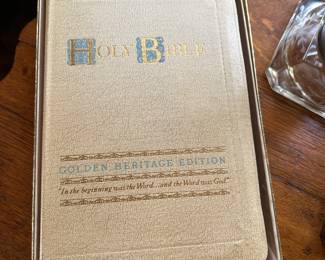 HOLY BIBLE
GOLDEN HERITAGE EDITION
"In the beginning was the Word...and the Word was God"